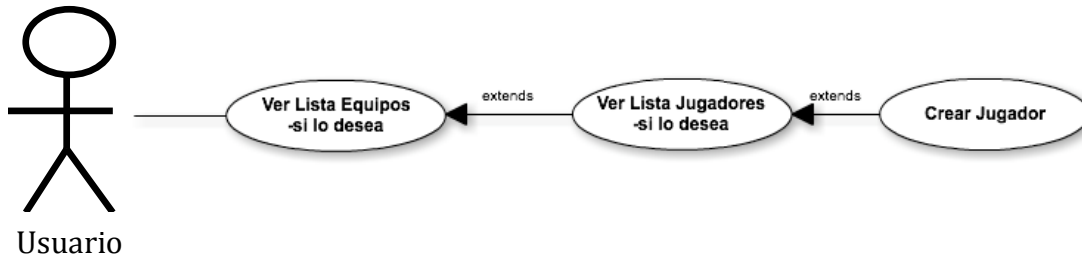 Ver Lista Equipos
-si lo desea
extends
Ver Lista Jugadores
-si lo desea
extends
Crear Jugador
Usuario